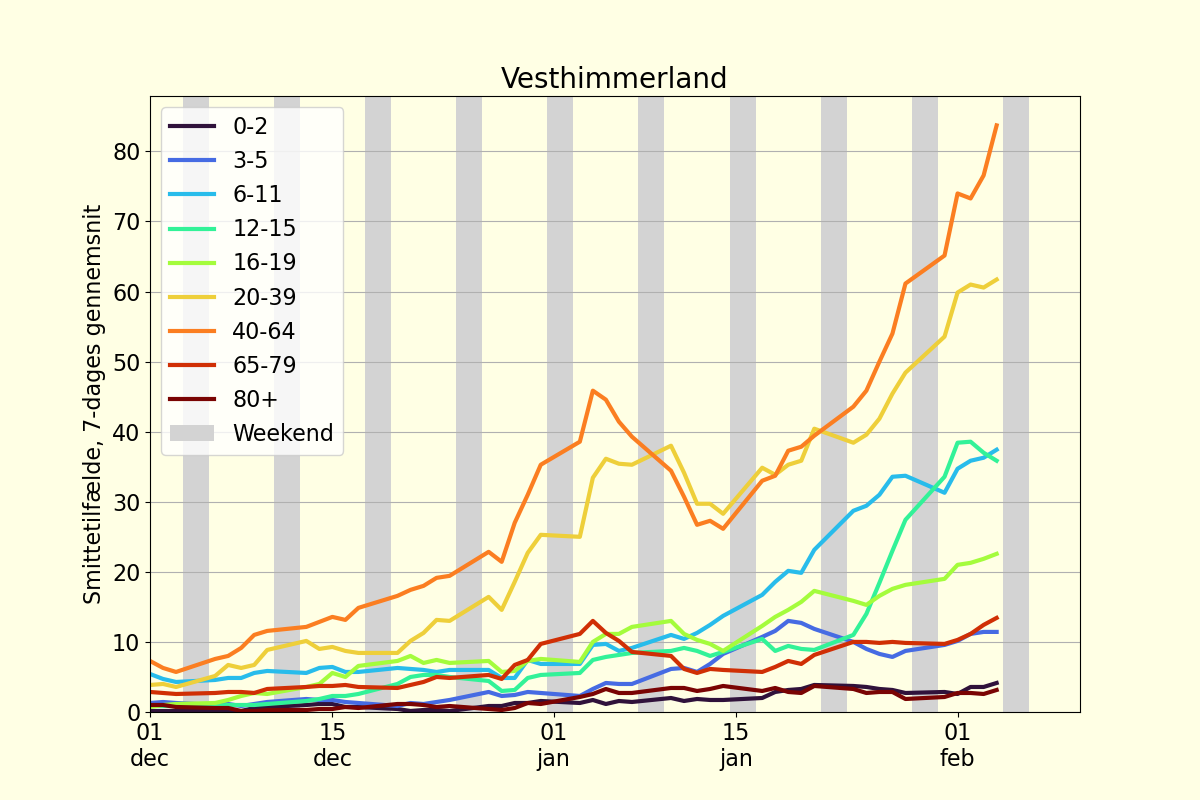 Vesthimmerland
Smittetilfælde, 7-dages gennemsnit
80
70
60
50
40
30
20
10
0
0-2
3-5
6-11
12-15
16-19
20-39
40-64
65-79
80+
Weekend
01 dec
15 dec
01 jan
15 jan
01 feb